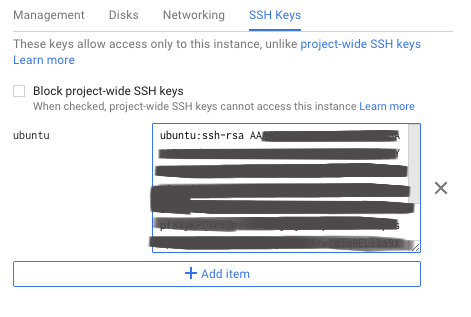 Management Disks Networking SSH Keys
These keys allow access only to this instance, unlike project-wide SSH keys
Learn more
Block project-wide SSH keys
When checked, project-wide SSH keys cannot access this instance Learn more
ubuntu ubuntu:ssh-rsa AA
Add item